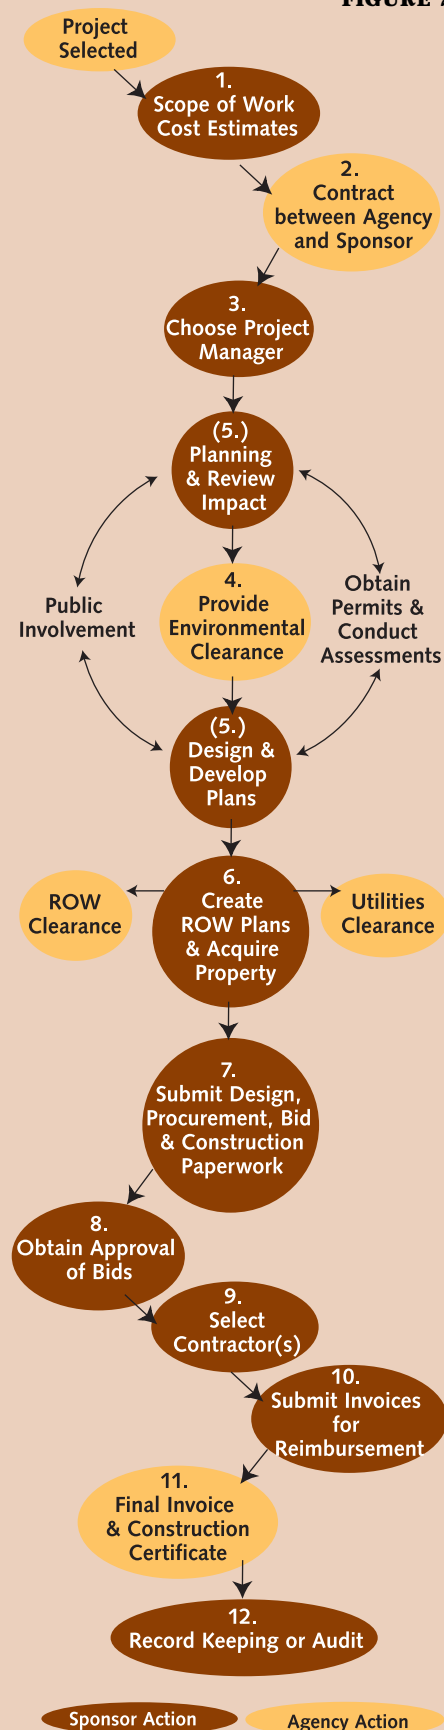 FIGURE
Project
Selected
1.
Scope of Work
Cost Estimates
2.
Contract
between Agency
and Sponsor
3.
Choose Project
Manager
(5.)
Planning
& Review
Impact
4.
Provide
Environmental
Clearance
Public
Involvement
Obtain
Permits &
Conduct
Assessments
(5.)
Design &
Develop
Plans
ROW
Clearance
6.
Create
ROW Plans
& Acquire
Property
Utilities
Clearance
7.
Submit Design,
Procurement, Bid
& Construction
Paperwork
8.
Obtain Approval
of Bids
9.
Select
Contractor(s)
10.
Submit Invoices
for
Reimbursement
11.
Final Invoice
& Construction
Certificate
12.
Record Keeping or Audit
Sponsor Action
Agency Action